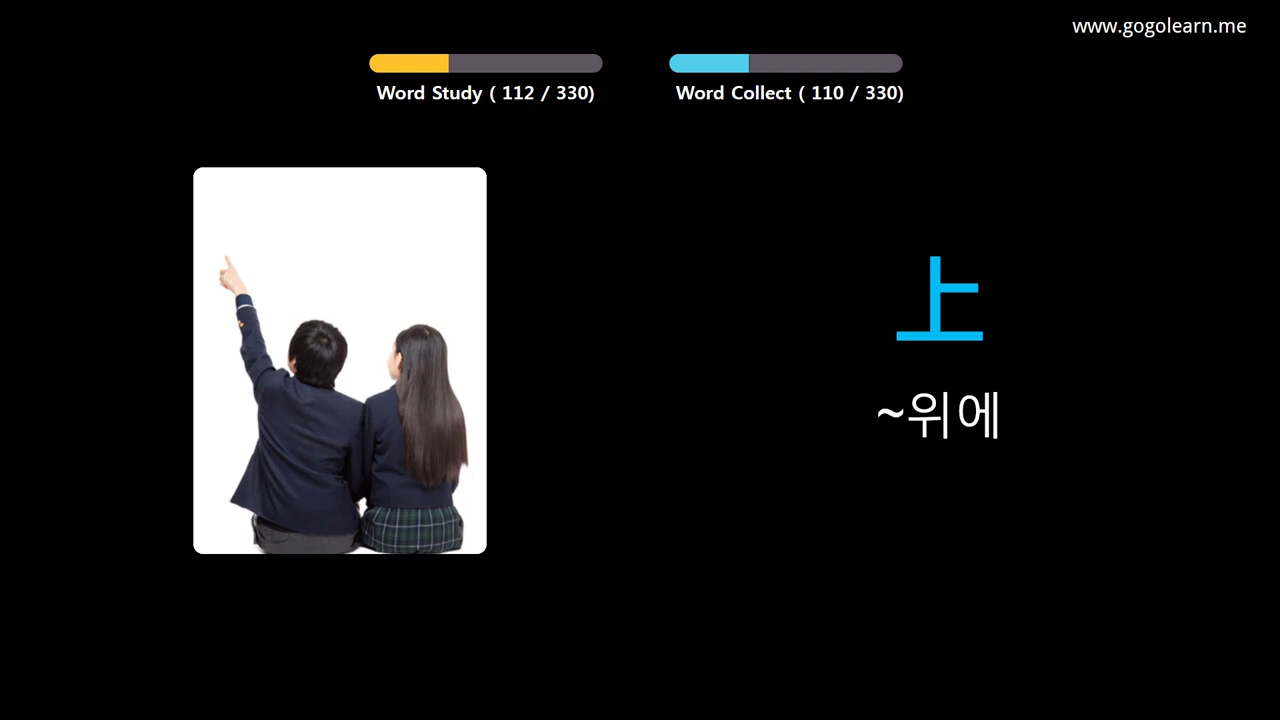 www.gogolearn.me
Word Study ( 112 / 330)
Word Collect ( 110 / 330)
上
~위에